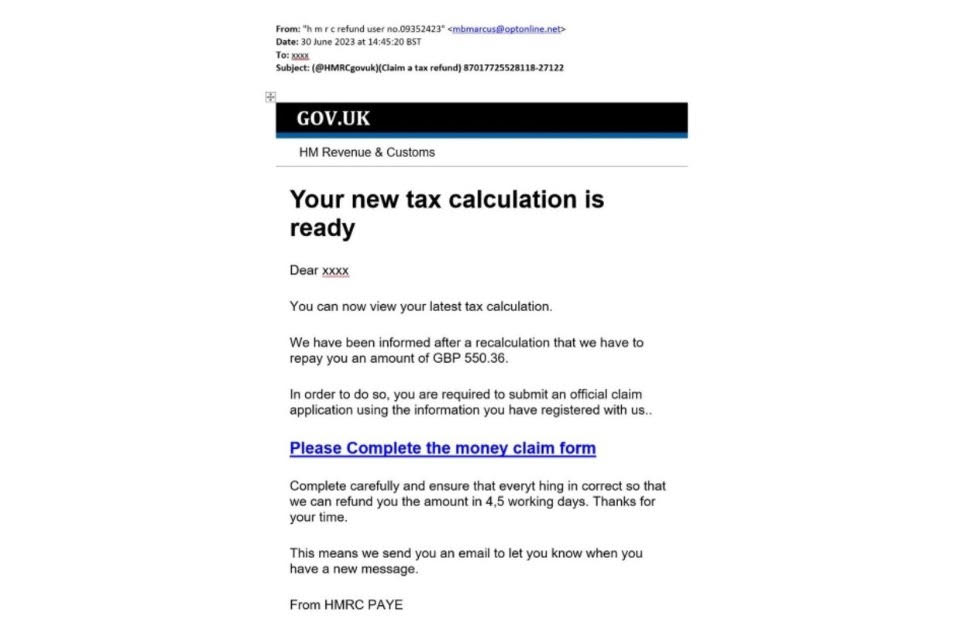 From: "h m r c refund user no.09352423" <mbmarcus@optonline.net>
Date: 30 June 2023 at 14:45:20 BST
To: xxxx
Subject: (@HMRCgovuk)(Claim a tax refund) 87017725528118-27122
GOV.UK
HM Revenue & Customs
Your new tax calculation is
ready
Dear xxxx
You can now view your latest tax calculation.
We have been informed after a recalculation that we have to
repay you an amount of GBP 550.36.
In order to do so, you are required to submit an official claim
application using the information you have registered with us..
Please Complete the money claim form
Complete carefully and ensure that everyt hing in correct so that
we can refund you the amount in 4,5 working days. Thanks for
your time.
This means we send you an email to let you know when you
have a new message.
From HMRC PAYE